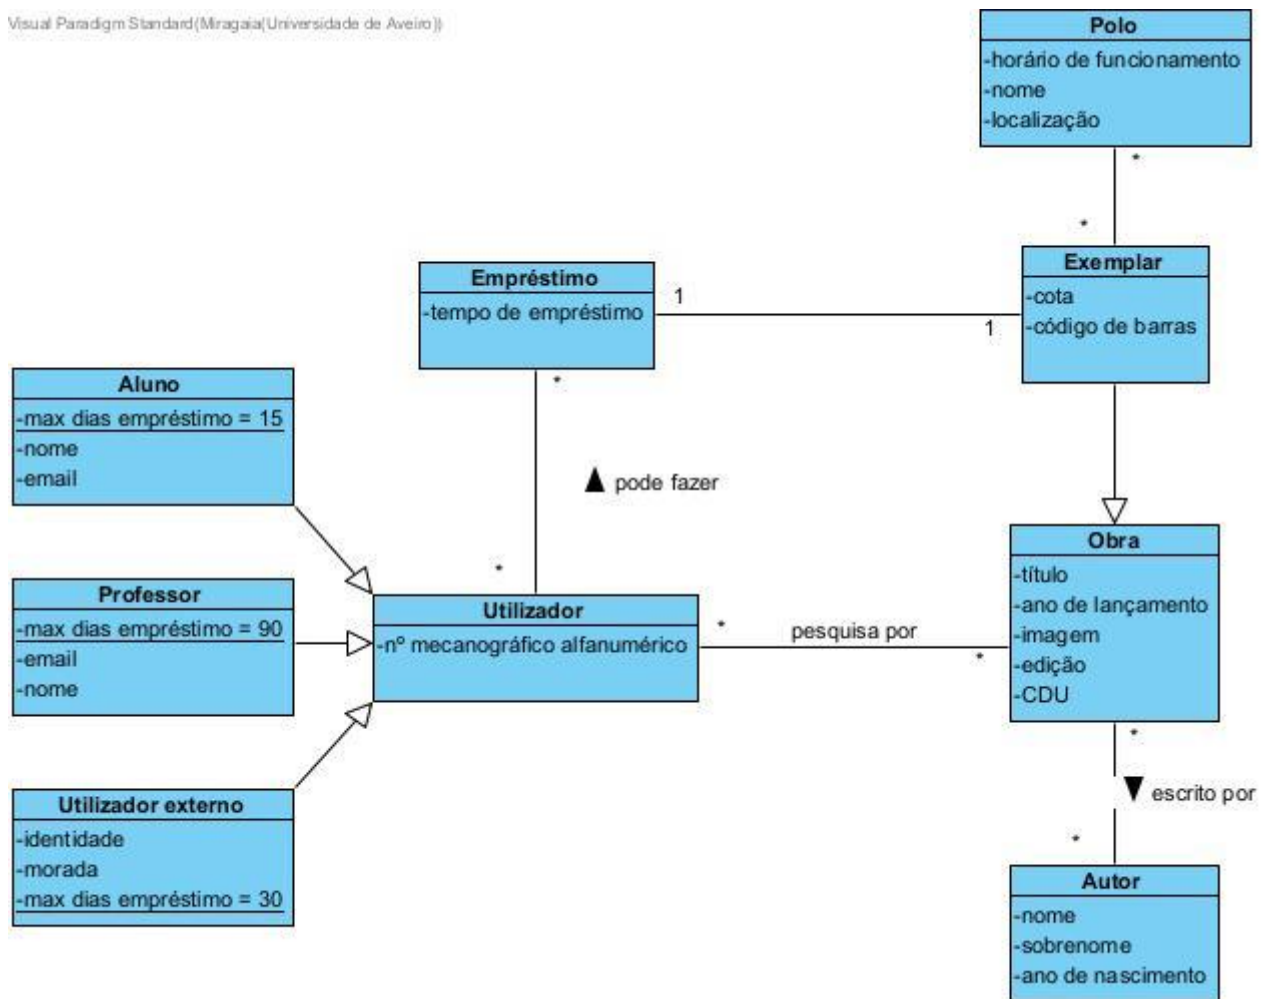 Visual Paradigm Standard(Miragaia(Universidade de Aveiro))
Polo
-horário de funcionamento
-nome
-localização
*
*
Exemplar
-cota
-código de barras
Empréstimo
-tempo de empréstimo
1
1
*
Aluno
-max dias empréstimo = 15
-nome
-email
pode fazer
*
Professor
-max dias empréstimo = 90
-email
-nome
Utilizador
-nº mecanográfico alfanumérico
*
pesquisa por
*
Obra
-título
-ano de lançamento
-imagem
-edição
-CDU
*
escrito por
*
Utilizador externo
-identidade
-morada
-max dias empréstimo = 30
Autor
-nome
-sobrenome
-ano de nascimento